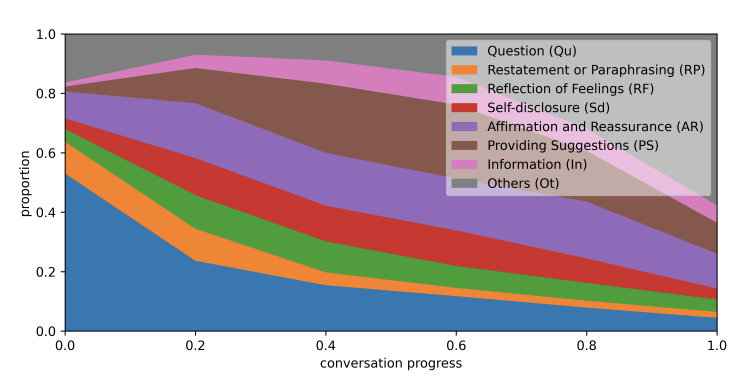 1.0
0.8
0.6
0.4
0.2
0.0
proportion
Question (Qu)
Restatement or Paraphrasing (RP)
Reflection of Feelings (RF)
Self-disclosure (Sd)
Affirmation and Reassurance (AR)
Providing Suggestions (PS)
Information (In)
Others (Ot)
0.0 0.2 0.4 0.6 0.8 1.0
conversation progress